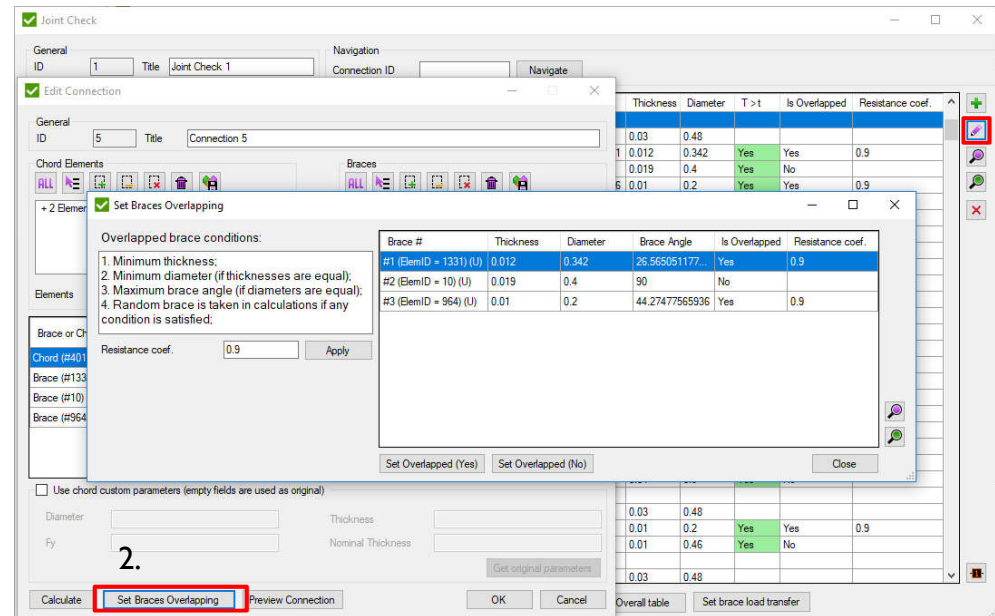 Joint Check
General
Navigation
ID 1 Title Joint Check 1
Connection ID Navigate
Edit Connection
Thickness Diameter T >t Is Overlapped Resistance coef.
General
ID 5 Title Connection 5
0.03 0.48
1 0.012 0.342 Yes Yes 0.9
0.019 0.4 Yes No
6 0.01 0.2 Yes Yes 0.9
Chord Elements
Braces
ALL
ALL
+ 2 Elemer
Set Braces Overlapping
Overlapped brace conditions:
1. Minimum thickness;
2. Minimum diameter (if thicknesses are equal);
3. Maximum brace angle (if diameters are equal);
4. Random brace is taken in calculations if any
condition is satisfied;
Resistance coef. 0.9 Apply
Brace # Thickness Diameter Brace Angle Is Overlapped Resistance coef.
#1 (ElemID = 1331) (U) 0.012 0.342 26.565051177... Yes 0.9
#2 (ElemID = 10) (U) 0.019 0.4 90 No
#3 (ElemID = 964) (U) 0.01 0.2 44.27477565936 Yes 0.9
Set Overlapped (Yes) Set Overlapped (No) Close
Elements
Brace or Ch
Chord (#401
Brace (#133
Brace (#10)
Brace (#964
Use chord custom parameters (empty fields are used as original)
Diameter
Thickness
Fy
Nominal Thickness
Get original parameters
0.03 0.48
0.01 0.2 Yes Yes 0.9
0.01 0.46 Yes No
0.03 0.48
2.
Calculate Set Braces Overlapping Preview Connection OK Cancel
Overall table Set brace load transfer